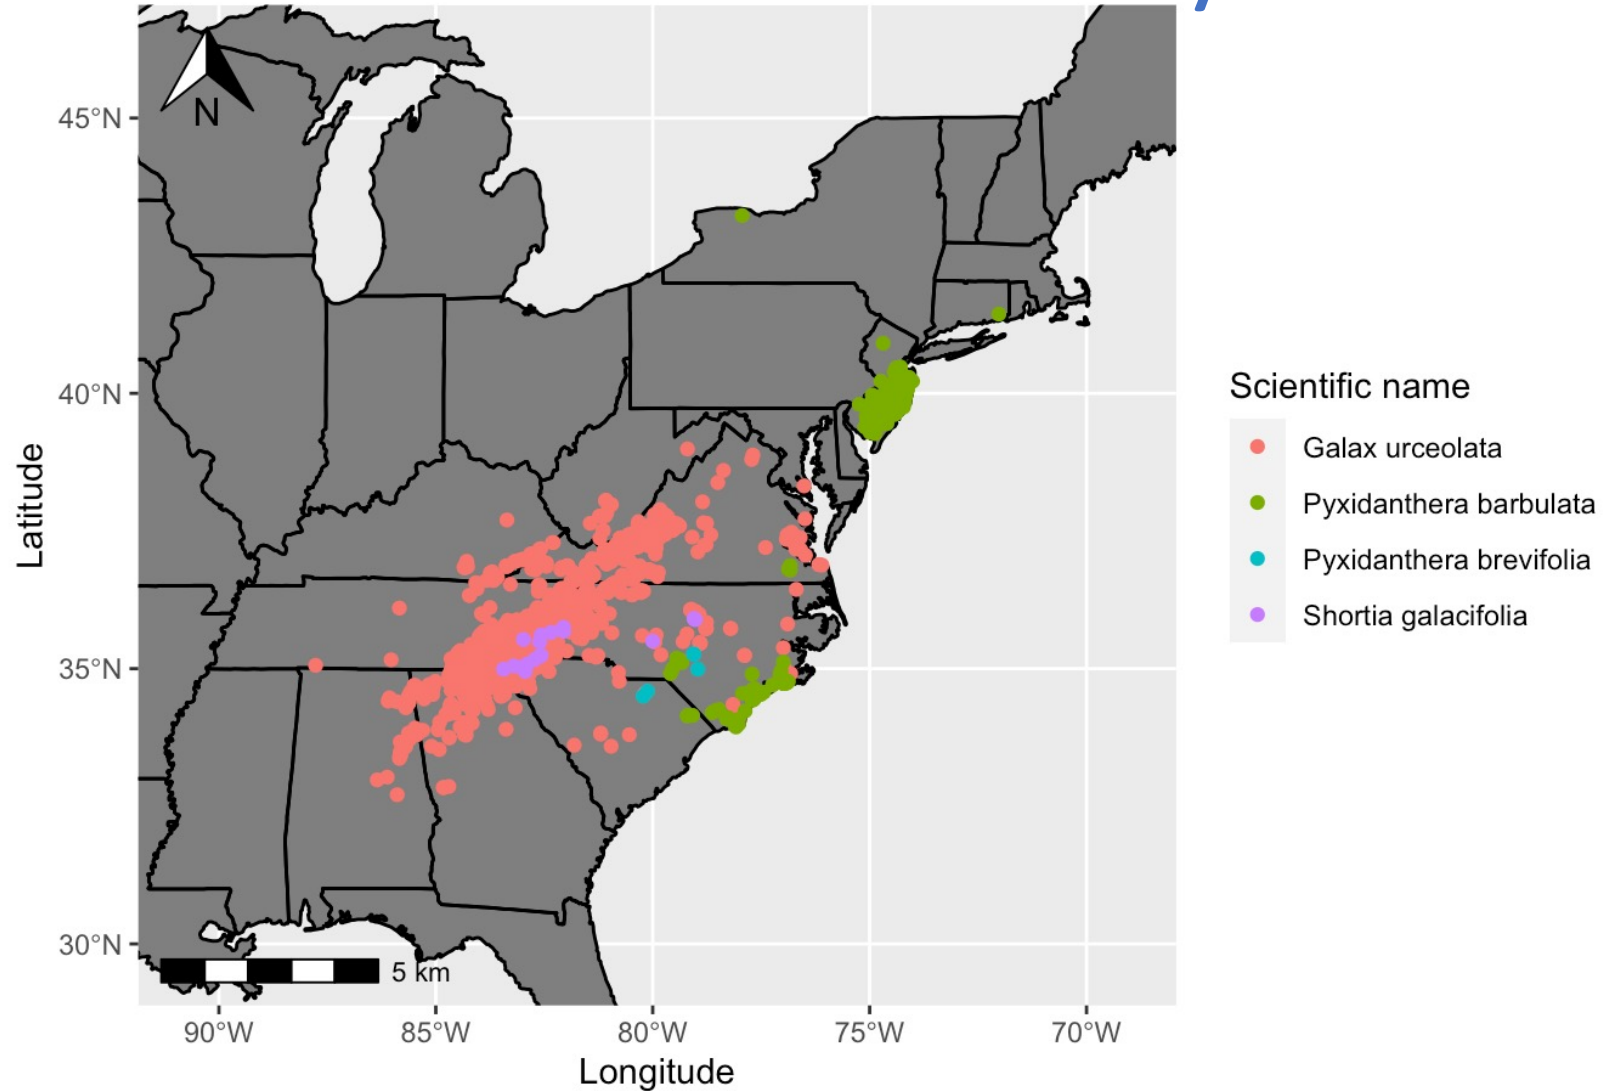 N
45°N
40°N
35°N
30°N
Latitude
5 km
90°W 85°W 80°W 75°W 70°W
Longitude
Scientific name
Galax urceolata
Pyxidanthera barbulata
Pyxidanthera brevifolia
Shortia galacifolia